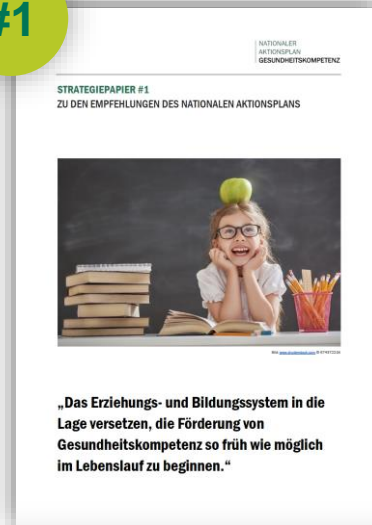 #1
NATIONALER
AKTIONSPLAN
GESUNDHEITSKOMPETENZ
STRATEGIEPAPIER #1
ZU DEN EMPFEHLUNGEN DES NATIONALEN AKTIONSPLANS
„Das Erziehungs- und Bildungssystem in die
Lage versetzen, die Förderung von
Gesundheitskompetenz so früh wie möglich
im Lebenslauf zu beginnen.“